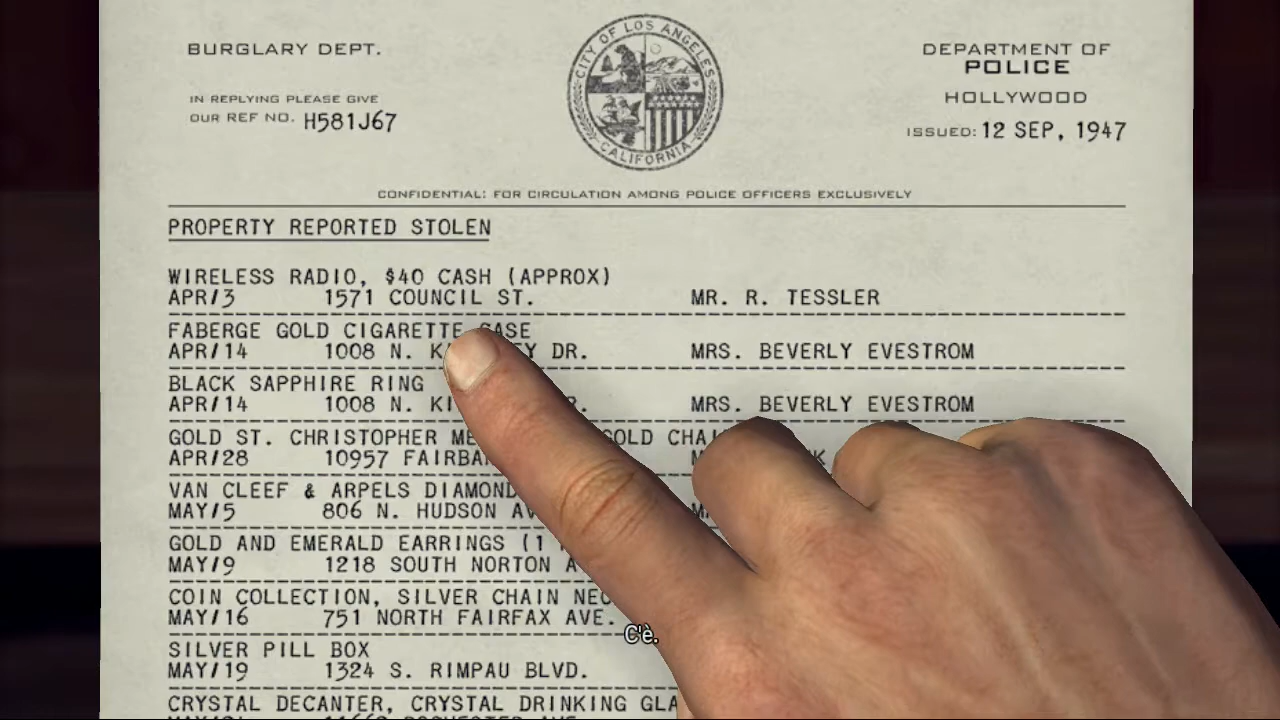 BURGLARY DEPT.
IN REPLYING PLEASE GIVE
OUR REF NO. H581J67
CITY OF LOS ANGELES
CALIFORNIA
DEPARTMENT OF
POLICE
HOLLYWOOD
ISSUED: 12 SEP, 1947
CONFIDENTIAL: FOR CIRCULATION AMONG POLICE OFFICERS EXCLUSIVELY
PROPERTY REPORTED STOLEN
WIRELESS RADIO, $40 CASH (APPROX)
APR/3 1571 COUNCIL ST. MR. R. TESSLER
FABERGE GOLD CIGARETTE CASE
APR/14 1008 N. DR. MRS. BEVERLY EVESTROM
BLACK SAPPHIRE RING
APR/14 1008 N. MRS. BEVERLY EVESTROM
GOLD ST. CHRISTOPHER GOLD
APR/28 10957
VAN CLEEF & ARPELS DIAMOND
MAY/5 806 N. HUDSON
GOLD AND EMERALD EARRINGS (1
MAY/9 1218 SOUTH NORTON
COIN COLLECTION, SILVER CHAIN
MAY/16 751 NORTH FAIRFAX AVE.
C'è.
SILVER PILL BOX
MAY/19 1324 S. RIMPAU BLVD.
CRYSTAL DECANTER, CRYSTAL DRINKING